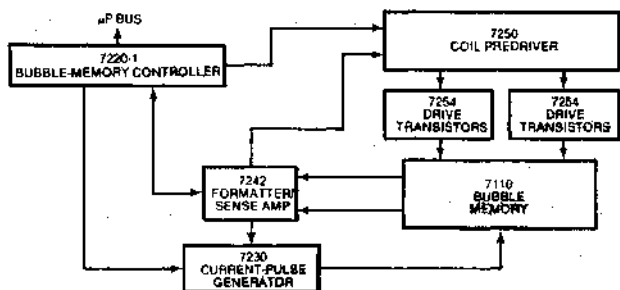 µP BUS
7220-1
BUBBLE-MEMORY CONTROLLER
7250
COIL PREDRIVER
7254
DRIVE
TRANSISTORS
7254
DRIVE
TRANSISTORS
7242
FORMATTER/
SENSE AMP
7110
BUBBLE
MEMORY
7230
CURRENT-PULSE
GENERATOR